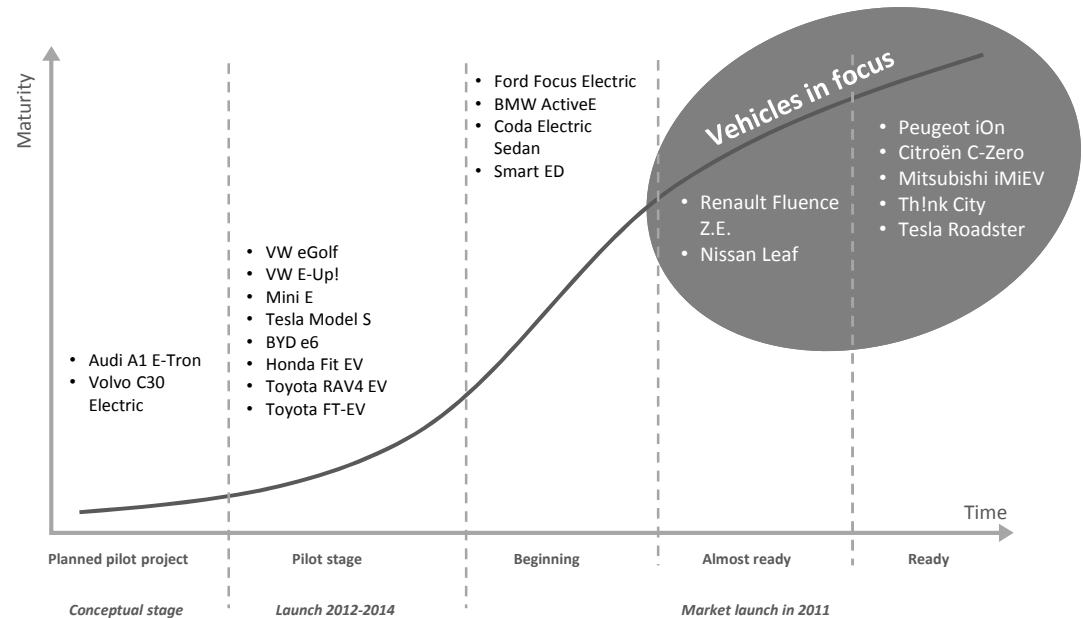 Maturity
Vehicles in focus
• Ford Focus Electric
• BMW ActiveE
• Coda Electric
Sedan
• Smart ED
• Peugeot iOn
• Citroën C-Zero
• Mitsubishi iMiEV
• Th!nk City
• Tesla Roadster
• Renault Fluence
Z.E.
• Nissan Leaf
• VW eGolf
• VW E-Up!
• Mini E
• Tesla Model S
• BYD e6
• Honda Fit EV
• Toyota RAV4 EV
• Toyota FT-EV
• Audi A1 E-Tron
• Volvo C30
Electric
Time
Planned pilot project
Pilot stage
Beginning
Almost ready
Ready
Conceptual stage
Launch 2012-2014
Market launch in 2011